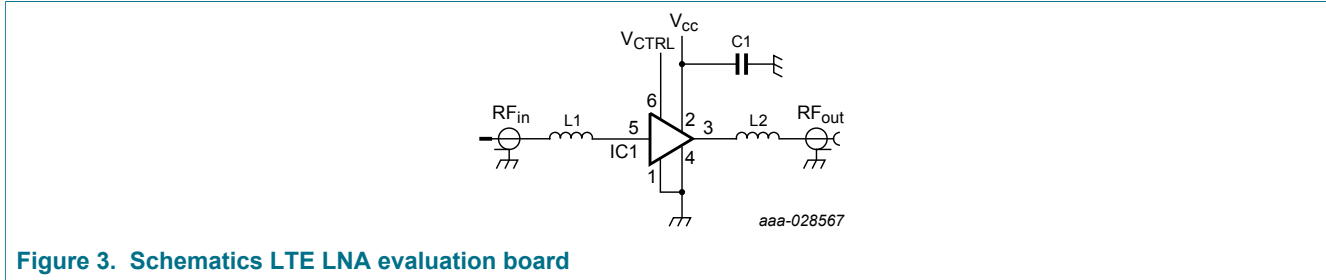 Vcc
VCTRL
C1
6
RFin
L1
5
2
3
L2
RFout
IC1
4
1
aaa-028567
Figure 3. Schematics LTE LNA evaluation board